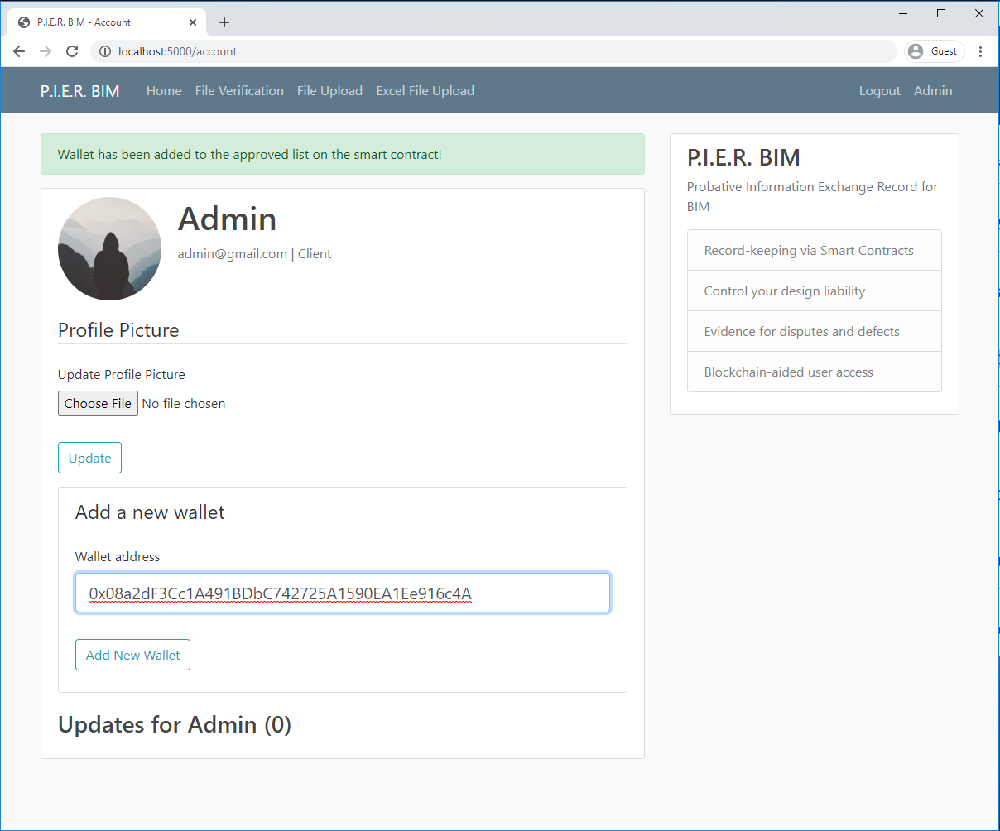 P.I.E.R. BIM - Account
localhost:5000/account
Guest
P.I.E.R. BIM Home File Verification File Upload Excel File Upload Logout Admin
Wallet has been added to the approved list on the smart contract!
Admin
admin@gmail.com | Client
Profile Picture
Update Profile Picture
Choose File No file chosen
Update
Add a new wallet
Wallet address
0x08a2dF3Cc1A491BDbC742725A1590EA1Ee916c4A
Add New Wallet
Updates for Admin (0)
P.I.E.R. BIM
Probative Information Exchange Record for
BIM
Record-keeping via Smart Contracts
Control your design liability
Evidence for disputes and defects
Blockchain-aided user access